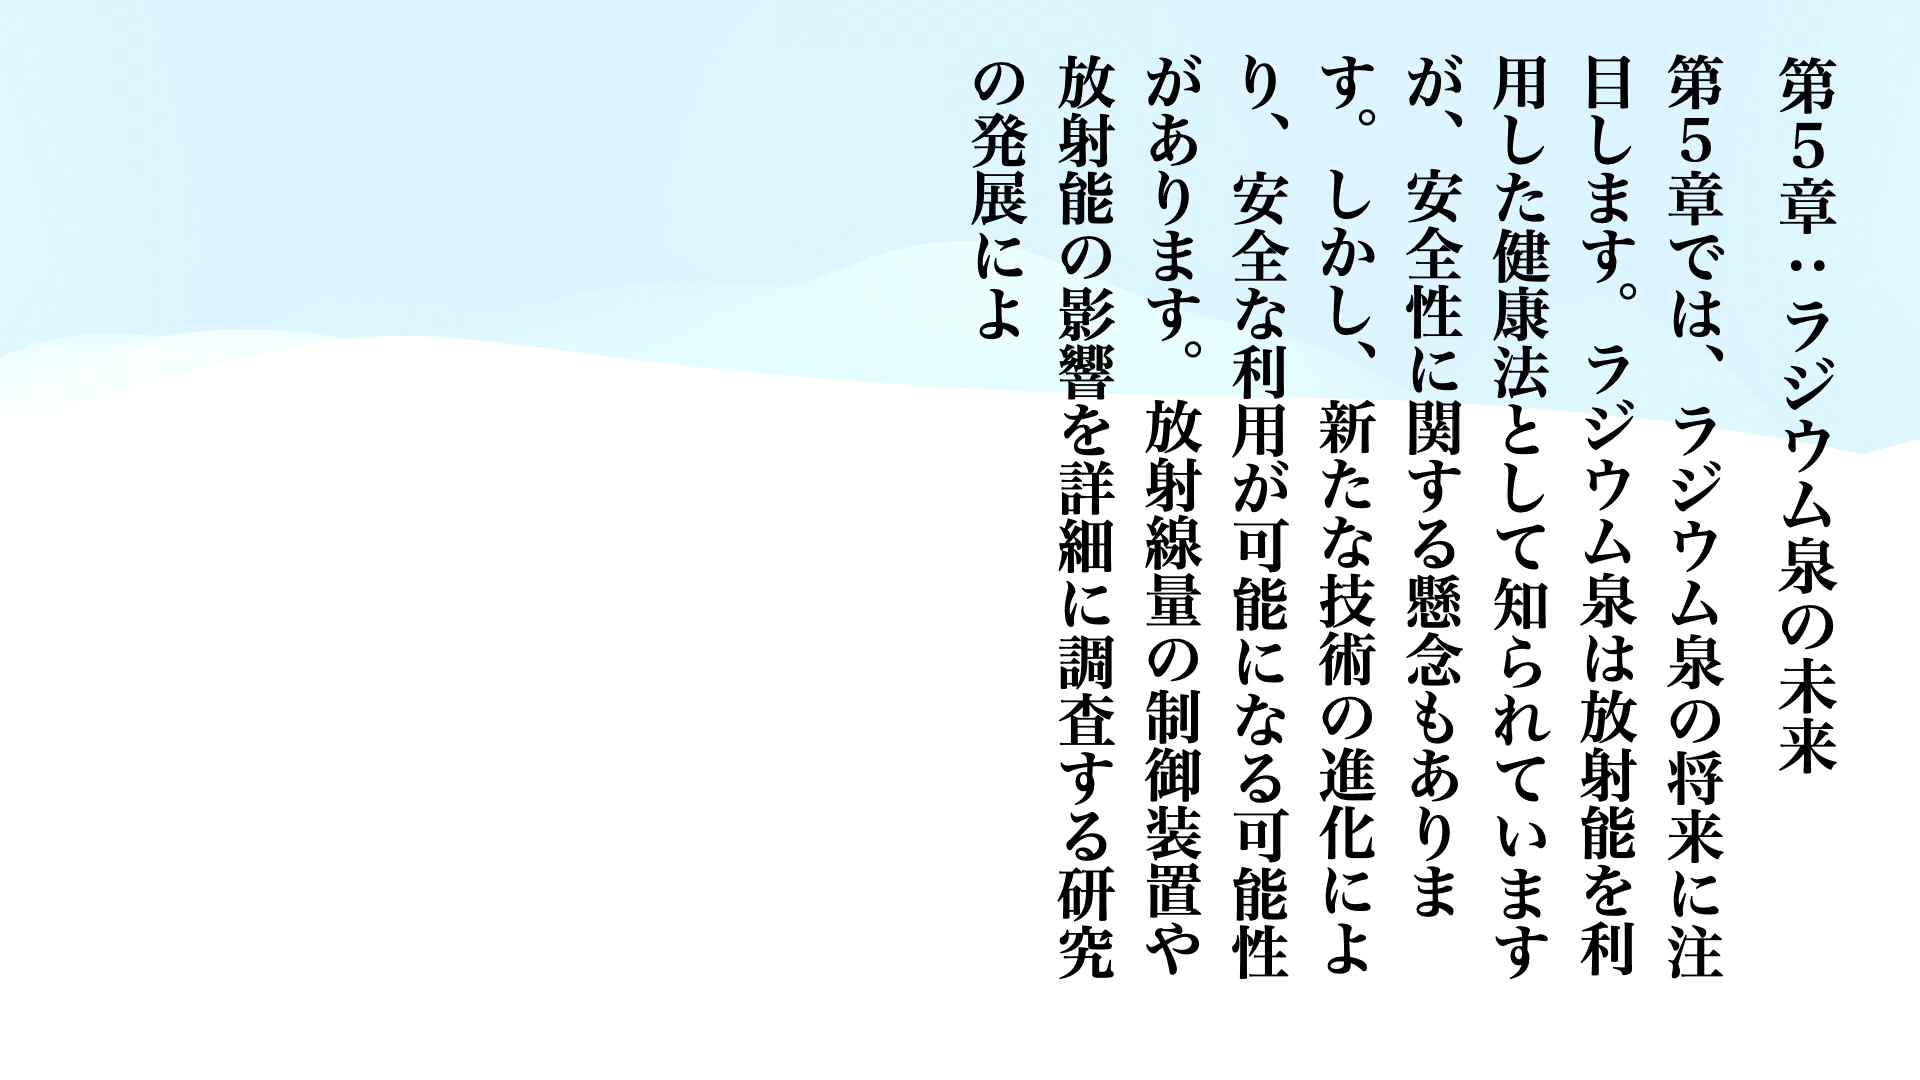 第５章：ラジウム泉の未来
第５章では、ラジウム泉の将来に注
目します。ラジウム泉は放射能を利
用した健康法として知られています
が、安全性に関する懸念もありま
す。しかし、新たな技術の進化によ
り、安全な利用が可能になる可能性
があります。放射線量の制御装置や
放射能の影響を詳細に調査する研究
の発展によ